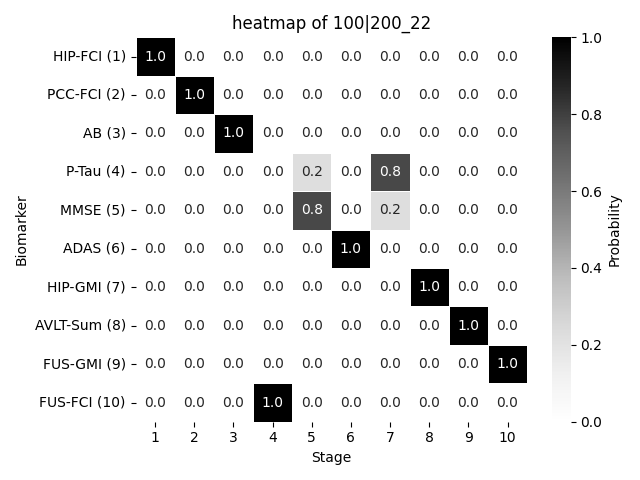 heatmap of 100|200_22
HIP-FCI (1) 1.0 0.0 0.0 0.0 0.0 0.0 0.0 0.0 0.0 0.0
PCC-FCI (2) 0.0 1.0 0.0 0.0 0.0 0.0 0.0 0.0 0.0 0.0
AB (3) 0.0 0.0 1.0 0.0 0.0 0.0 0.0 0.0 0.0 0.0
P-Tau (4) 0.0 0.0 0.0 0.0 0.2 0.0 0.8 0.0 0.0 0.0
MMSE (5) 0.0 0.0 0.0 0.0 0.8 0.0 0.2 0.0 0.0 0.0
ADAS (6) 0.0 0.0 0.0 0.0 0.0 1.0 0.0 0.0 0.0 0.0
HIP-GMI (7) 0.0 0.0 0.0 0.0 0.0 0.0 0.0 1.0 0.0 0.0
AVLT-Sum (8) 0.0 0.0 0.0 0.0 0.0 0.0 0.0 0.0 1.0 0.0
FUS-GMI (9) 0.0 0.0 0.0 0.0 0.0 0.0 0.0 0.0 0.0 1.0
FUS-FCI (10) 0.0 0.0 0.0 1.0 0.0 0.0 0.0 0.0 0.0 0.0
1 2 3 4 5 6 7 8 9 10
Stage
Biomarker
1.0
0.8
0.6
0.4
0.2
0.0
Probability